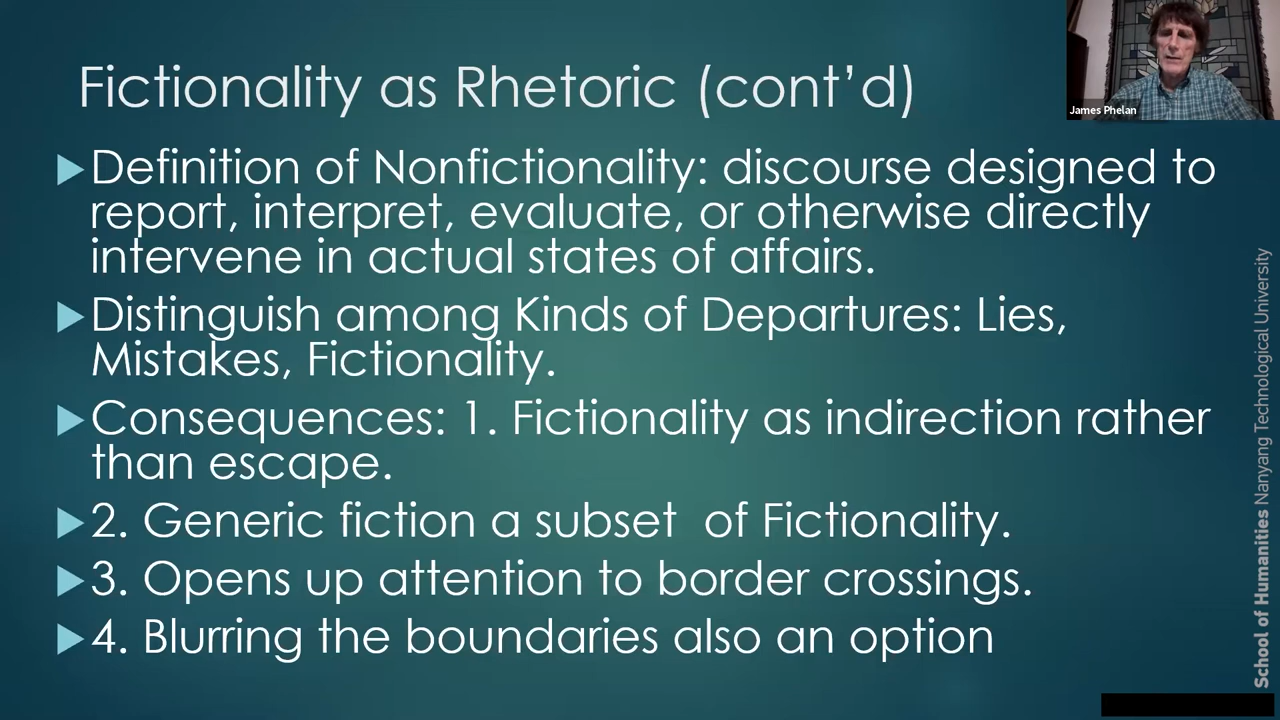 Fictionality as Rhetoric (cont’d)
James Phelan
Definition of Nonfictionality: discourse designed to
report, interpret, evaluate, or otherwise directly
intervene in actual states of affairs.
Distinguish among Kinds of Departures: Lies,
Mistakes, Fictionality.
Consequences: 1. Fictionality as indirection rather
than escape.
2. Generic fiction a subset  of Fictionality.
3. Opens up attention to border crossings.
4. Blurring the boundaries also an option
School of Humanities Nanyang Technological University